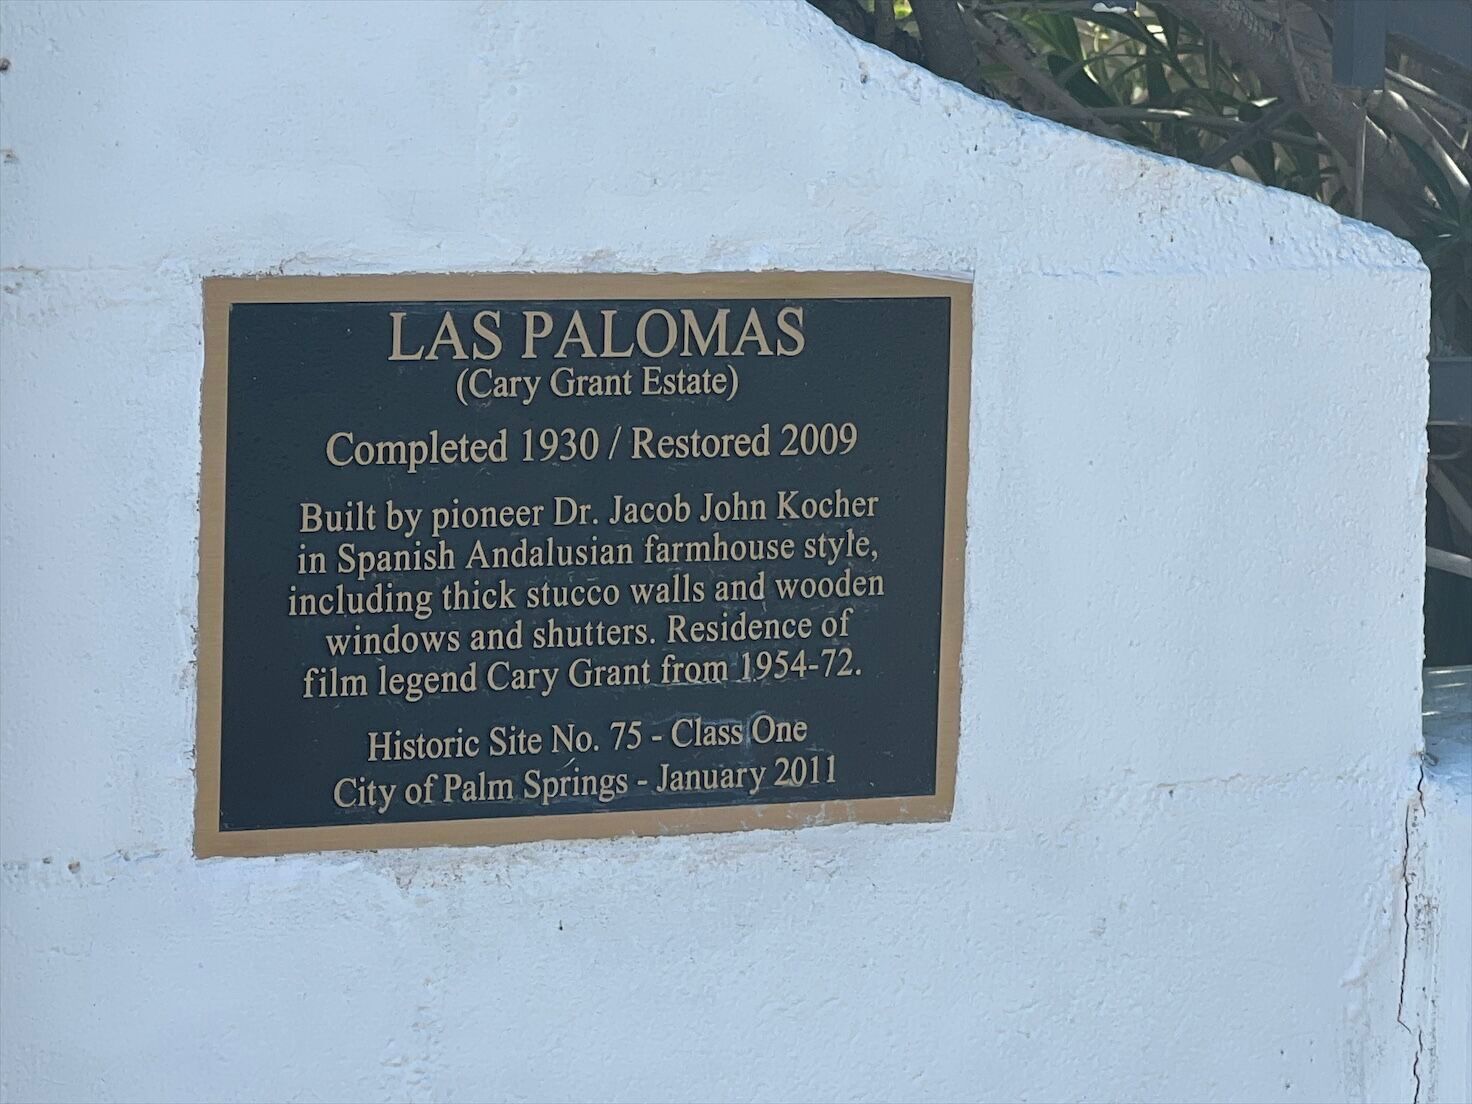 LAS PALOMAS
(Cary Grant Estate)
Completed 1930 / Restored 2009
Built by pioneer Dr. Jacob John Kocher
in Spanish Andalusian farmhouse style,
including thick stucco walls and wooden
windows and shutters. Residence of
film legend Cary Grant from 1954-72.
Historic Site No. 75 - Class One
City of Palm Springs - January 2011